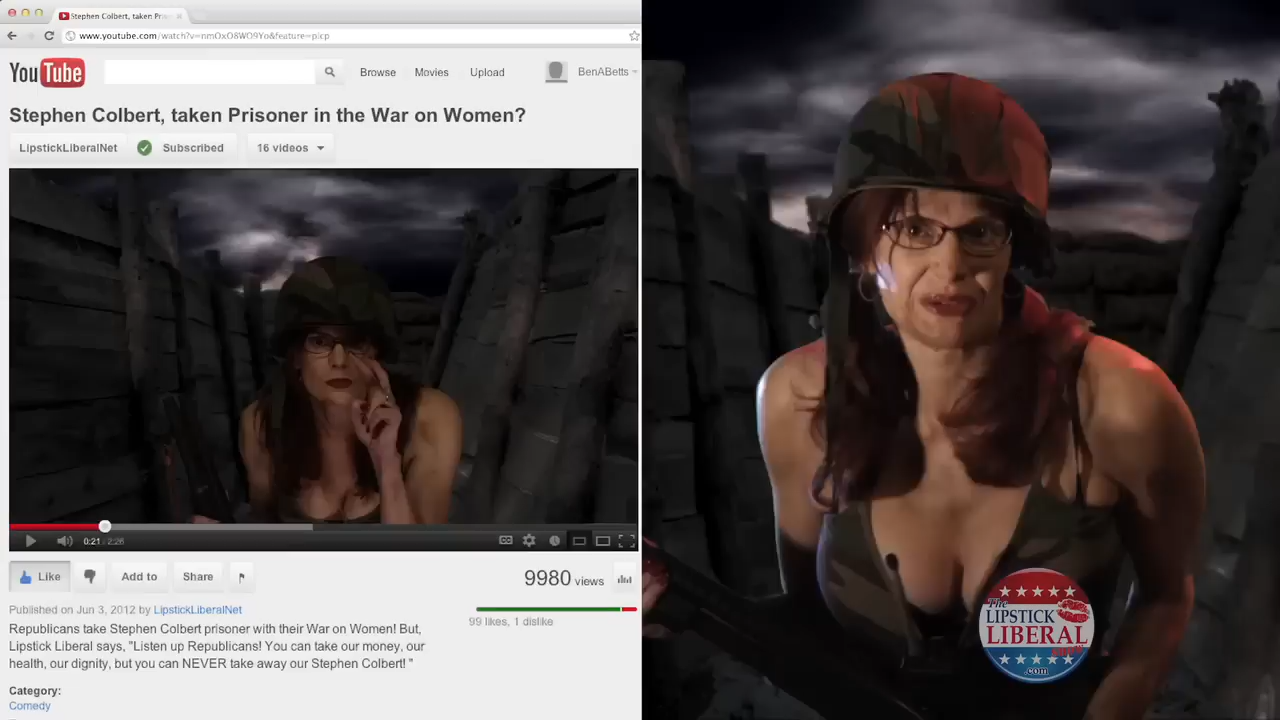 Stephen Colbert, taken Pris
www.youtube.com/watch?v=nmOxO8WO9Yo&feature=plcp
YouTube
Browse
Movies
Upload
BenABetts
Stephen Colbert, taken Prisoner in the War on Women?
LipstickLiberalNet
Subscribed
16 videos
0:21 / 2:26
Like
Add to
Share
9980 views
Published on Jun 3, 2012 by LipstickLiberalNet
99 likes, 1 dislike
Republicans take Stephen Colbert prisoner with their War on Women! But,
Lipstick Liberal says, "Listen up Republicans! You can take our money, our
health, our dignity, but you can NEVER take away our Stephen Colbert! "
Category:
Comedy
The
LIPSTICK
LIBERAL
.com